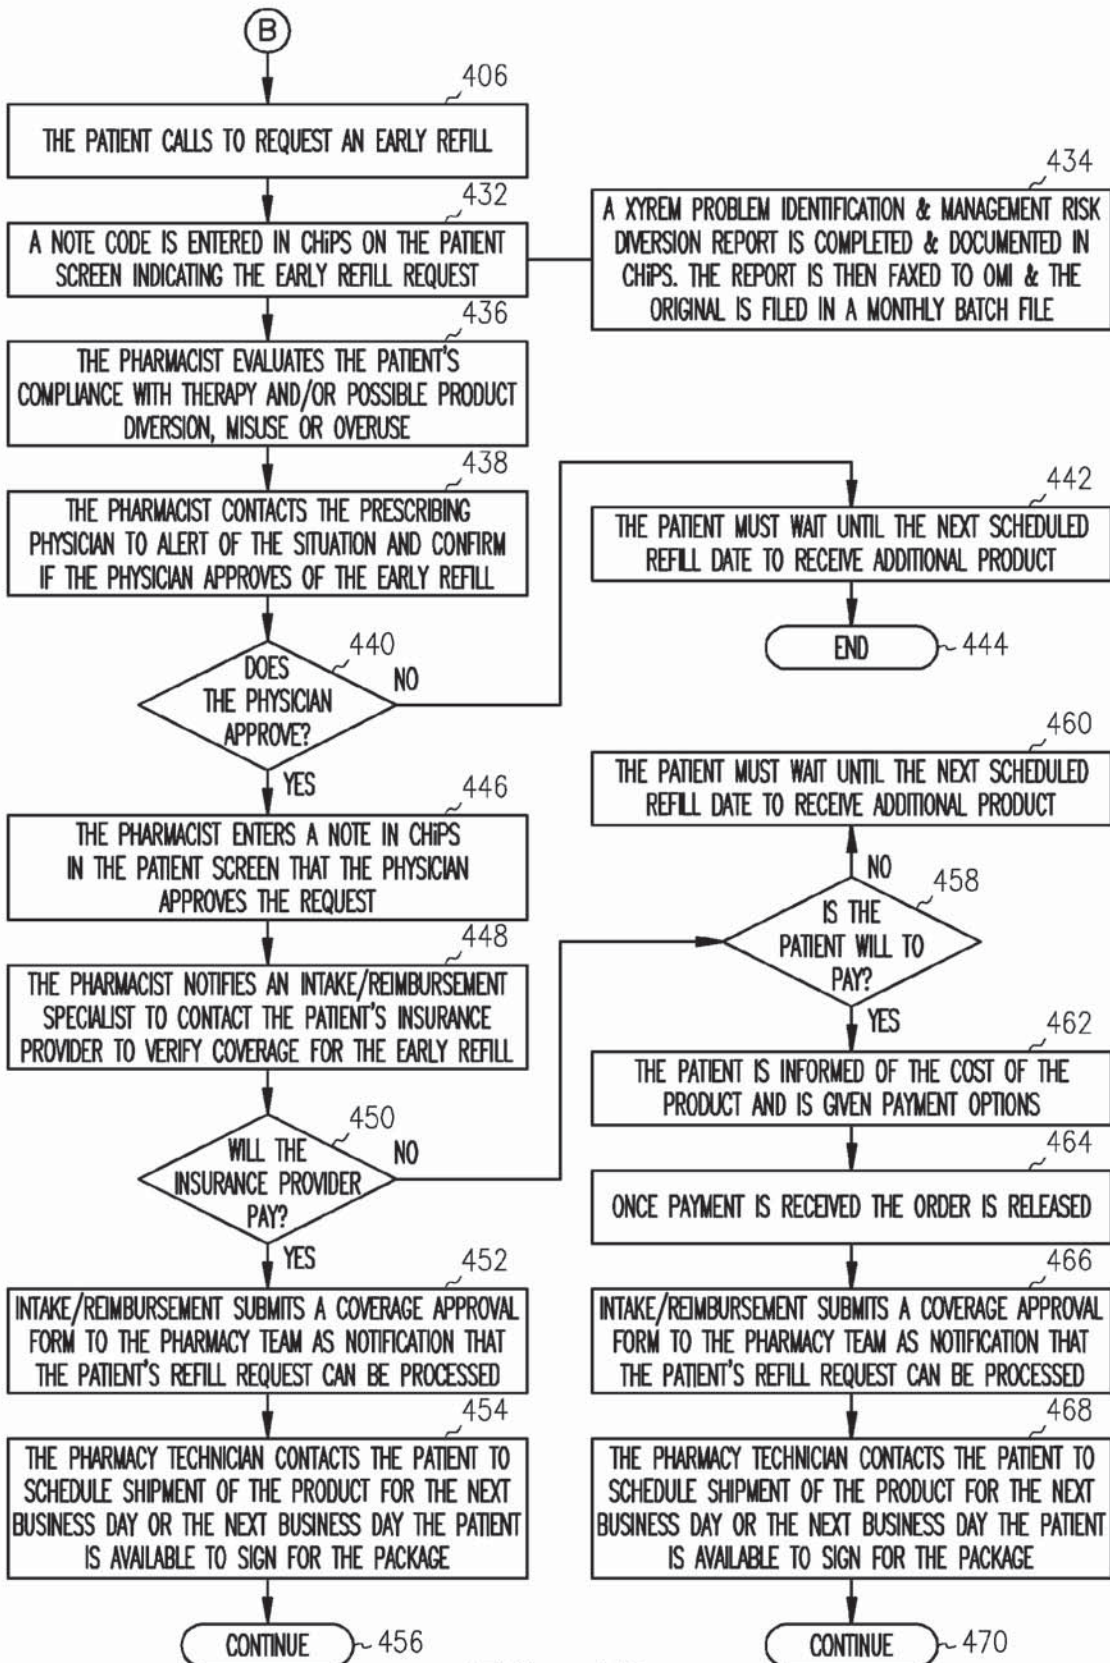 B
406
THE PATIENT CALLS TO REQUEST AN EARLY REFILL
432
A NOTE CODE IS ENTERED IN CHiPS ON THE PATIENT
SCREEN INDICATING THE EARLY REFILL REQUEST
434
A XYREM PROBLEM IDENTIFICATION & MANAGEMENT RISK
DIVERSION REPORT IS COMPLETED & DOCUMENTED IN
CHiPS. THE REPORT IS THEN FAXED TO OMI & THE
ORIGINAL IS FILED IN A MONTHLY BATCH FILE
436
THE PHARMACIST EVALUATES THE PATIENT'S
COMPLIANCE WITH THERAPY AND/OR POSSIBLE PRODUCT
DIVERSION, MISUSE OR OVERUSE
438
THE PHARMACIST CONTACTS THE PRESCRIBING
PHYSICIAN TO ALERT OF THE SITUATION AND CONFIRM
IF THE PHYSICIAN APPROVES OF THE EARLY REFILL
440
DOES
THE PHYSICIAN
APPROVE?
NO
YES
442
THE PATIENT MUST WAIT UNTIL THE NEXT SCHEDULED
REFILL DATE TO RECEIVE ADDITIONAL PRODUCT
END
444
446
THE PHARMACIST ENTERS A NOTE IN CHiPS
IN THE PATIENT SCREEN THAT THE PHYSICIAN
APPROVES THE REQUEST
448
THE PHARMACIST NOTIFIES AN INTAKE/REIMBURSEMENT
SPECIALIST TO CONTACT THE PATIENT'S INSURANCE
PROVIDER TO VERIFY COVERAGE FOR THE EARLY REFILL
450
WILL THE
INSURANCE PROVIDER
PAY?
NO
YES
452
INTAKE/REIMBURSEMENT SUBMITS A COVERAGE APPROVAL
FORM TO THE PHARMACY TEAM AS NOTIFICATION THAT
THE PATIENT'S REFILL REQUEST CAN BE PROCESSED
454
THE PHARMACY TECHNICIAN CONTACTS THE PATIENT TO
SCHEDULE SHIPMENT OF THE PRODUCT FOR THE NEXT
BUSINESS DAY OR THE NEXT BUSINESS DAY THE PATIENT
IS AVAILABLE TO SIGN FOR THE PACKAGE
CONTINUE
456
460
THE PATIENT MUST WAIT UNTIL THE NEXT SCHEDULED
REFILL DATE TO RECEIVE ADDITIONAL PRODUCT
NO
458
IS THE
PATIENT WILL TO
PAY?
YES
462
THE PATIENT IS INFORMED OF THE COST OF THE
PRODUCT AND IS GIVEN PAYMENT OPTIONS
464
ONCE PAYMENT IS RECEIVED THE ORDER IS RELEASED
466
INTAKE/REIMBURSEMENT SUBMITS A COVERAGE APPROVAL
FORM TO THE PHARMACY TEAM AS NOTIFICATION THAT
THE PATIENT'S REFILL REQUEST CAN BE PROCESSED
468
THE PHARMACY TECHNICIAN CONTACTS THE PATIENT TO
SCHEDULE SHIPMENT OF THE PRODUCT FOR THE NEXT
BUSINESS DAY OR THE NEXT BUSINESS DAY THE PATIENT
IS AVAILABLE TO SIGN FOR THE PACKAGE
CONTINUE
470